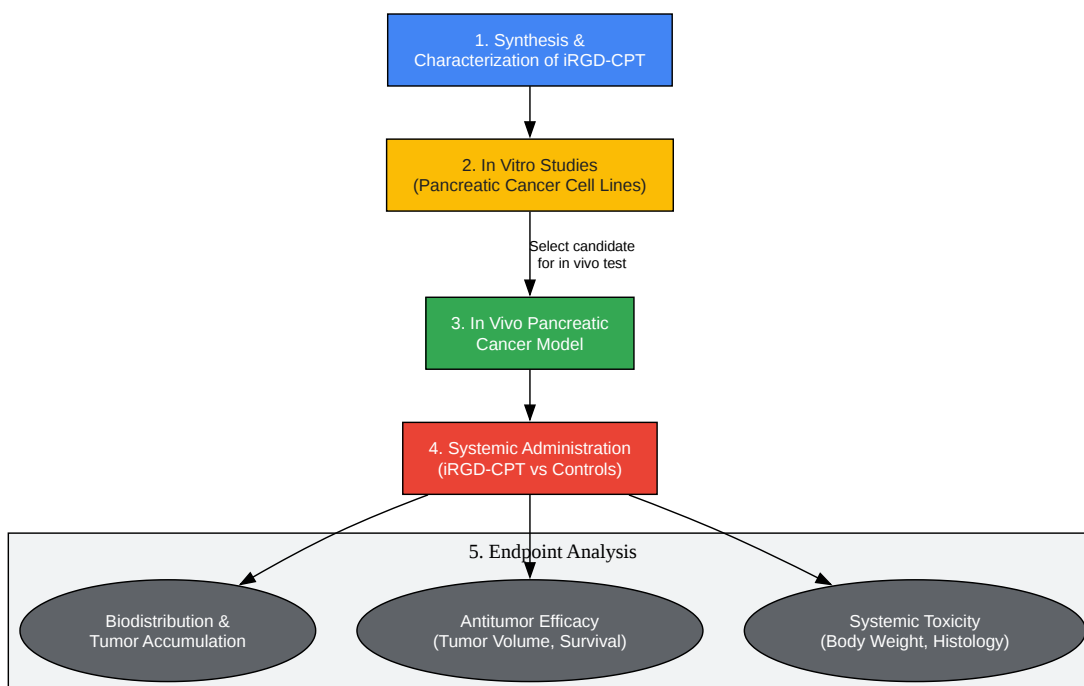 1. Synthesis &
Characterization of iRGD-CPT
2. In Vitro Studies
(Pancreatic Cancer Cell Lines)
Select candidate
for in vivo test
3. In Vivo Pancreatic
Cancer Model
4. Systemic Administration
(iRGD-CPT vs Controls)
5. Endpoint Analysis
Biodistribution &
Tumor Accumulation
Antitumor Efficacy
(Tumor Volume, Survival)
Systemic Toxicity
(Body Weight, Histology)